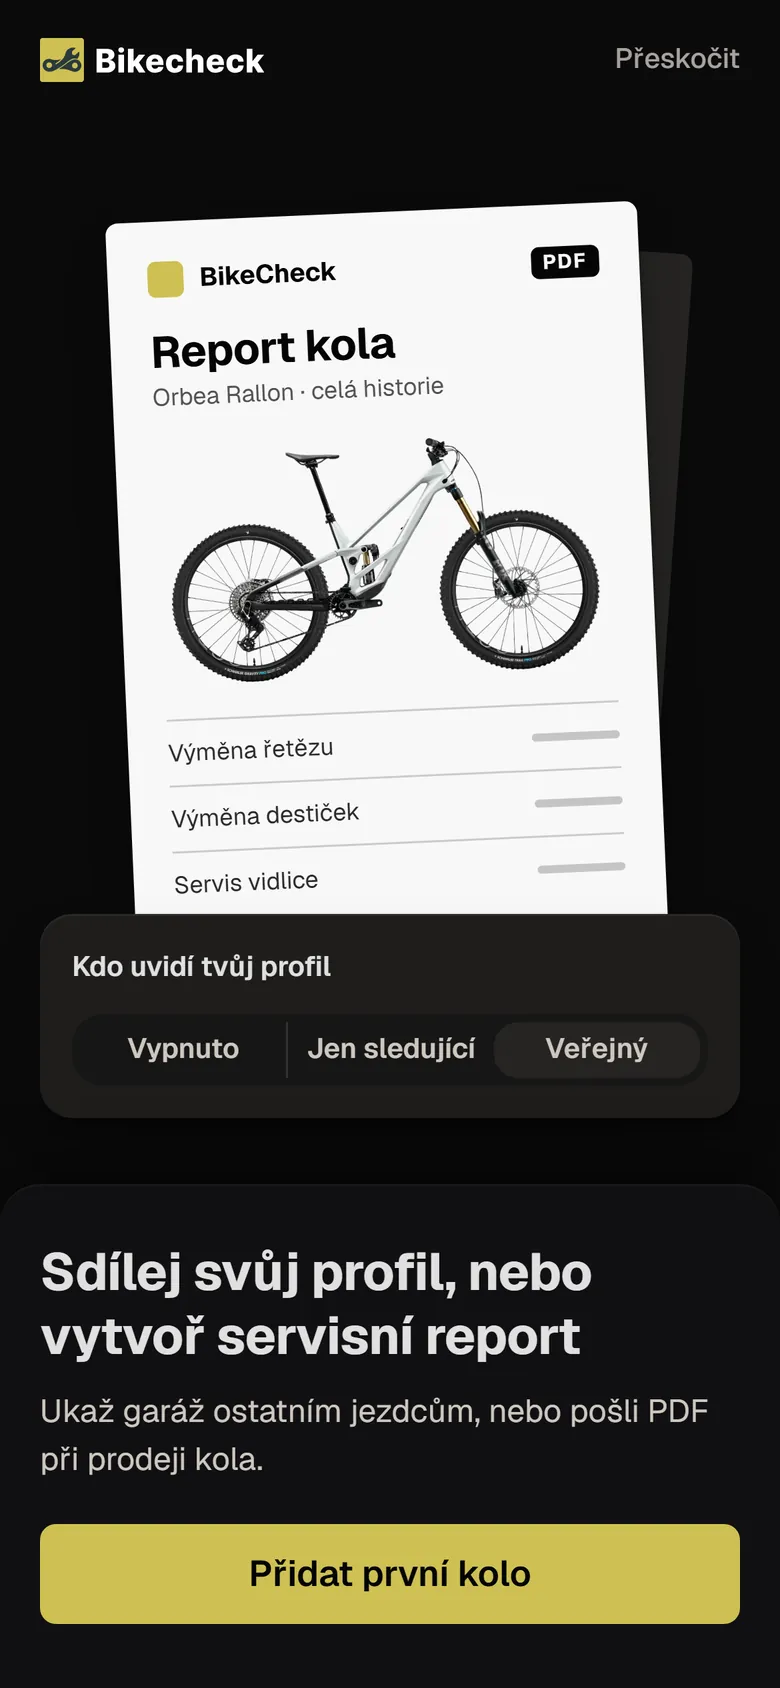 Bikecheck
Přeskočit
BikeCheck
PDF
Report kola
Orbea Rallon · celá historie
Výměna řetězu
Výměna destiček
Servis vidlice
Kdo uvidí tvůj profil
Vypnuto
Jen sledující
Veřejný
Sdílej svůj profil, nebo
vytvoř servisní report
Ukaž garáž ostatním jezdcům, nebo pošli PDF
při prodeji kola.
Přidat první kolo